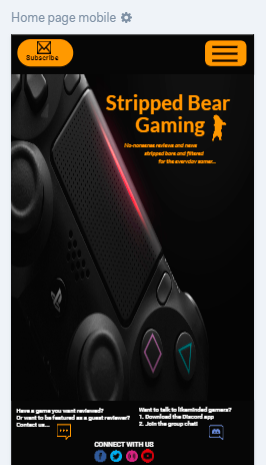 Home page mobile
Subscribe
Stripped Bear
Gaming
No-nonsense reviews and news
stripped bare and filtered
for the everyday gamer...
Have a game you want reviewed?
Or want to be featured as a guest reviewer?
Contact us...
Want to talk to likeminded gamers?
1. Download the Discord app
2. Join the group chat!
CONNECT WITH US